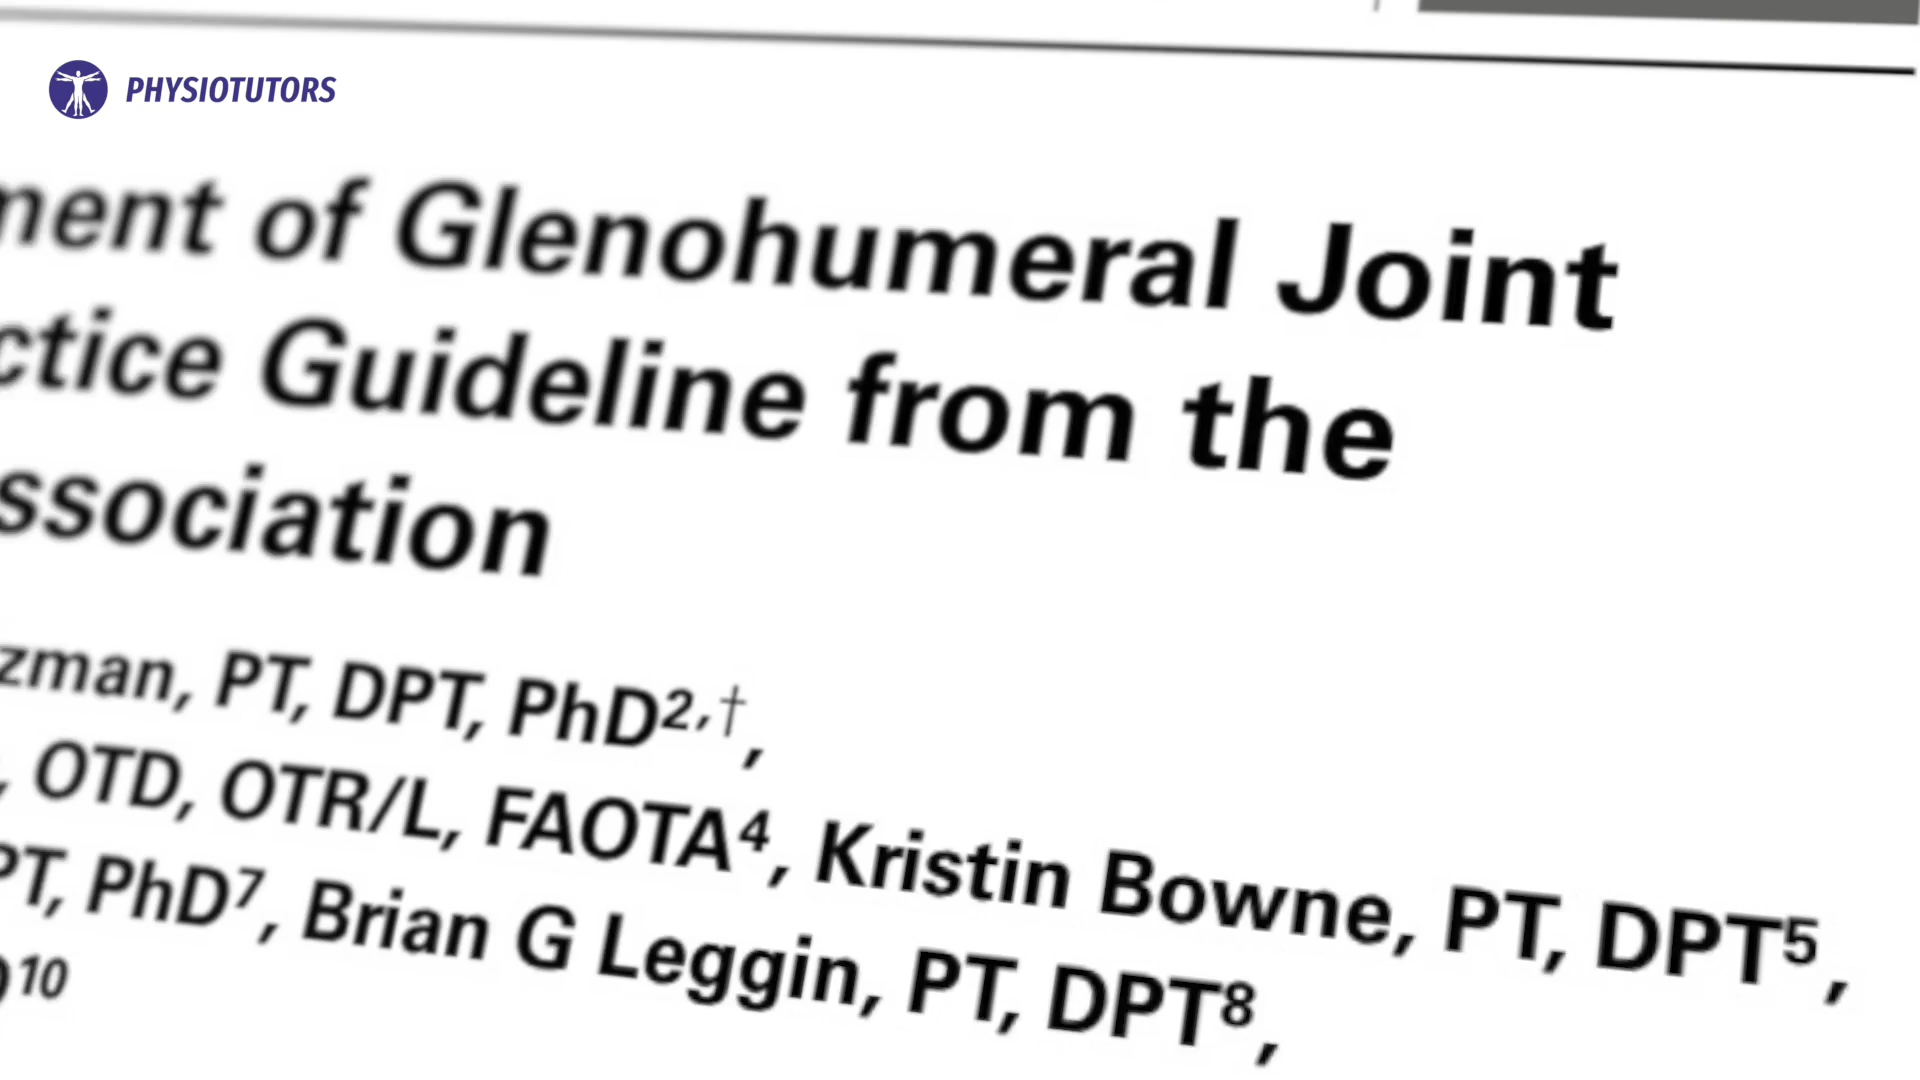 PHYSIOTUTORS
ment of Glenohumeral Joint
ctice Guideline from the
ssociation
zman, PT, DPT, PhD2,†,
, OTD, OTR/L, FAOTA4, Kristin Bowne, PT, DPT5,
PT, PhD7, Brian G Leggin, PT, DPT8,
10